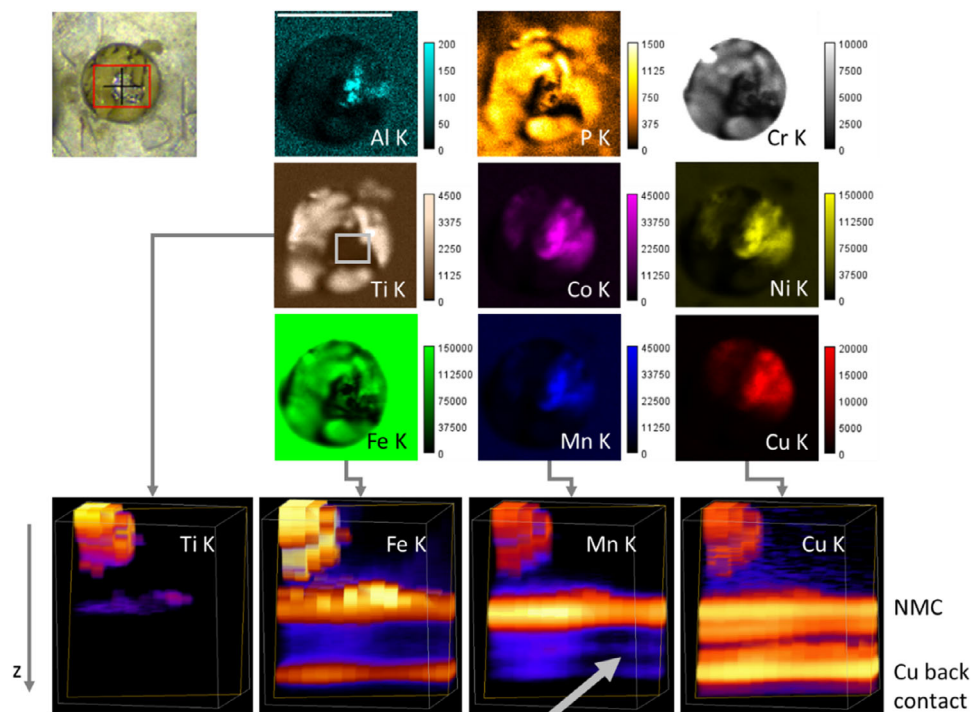 Al K
200
150
100
50
0
P K
1500
1125
750
375
0
Cr K
10000
7500
5000
2500
0
Ti K
4500
3375
2250
1125
0
Co K
45000
33750
22500
11250
0
Ni K
150000
112500
75000
37500
0
Fe K
150000
112500
75000
37500
0
Mn K
45000
33750
22500
11250
0
Cu K
20000
15000
10000
5000
0
z
Ti K
Fe K
Mn K
Cu K
NMC
Cu back
contact